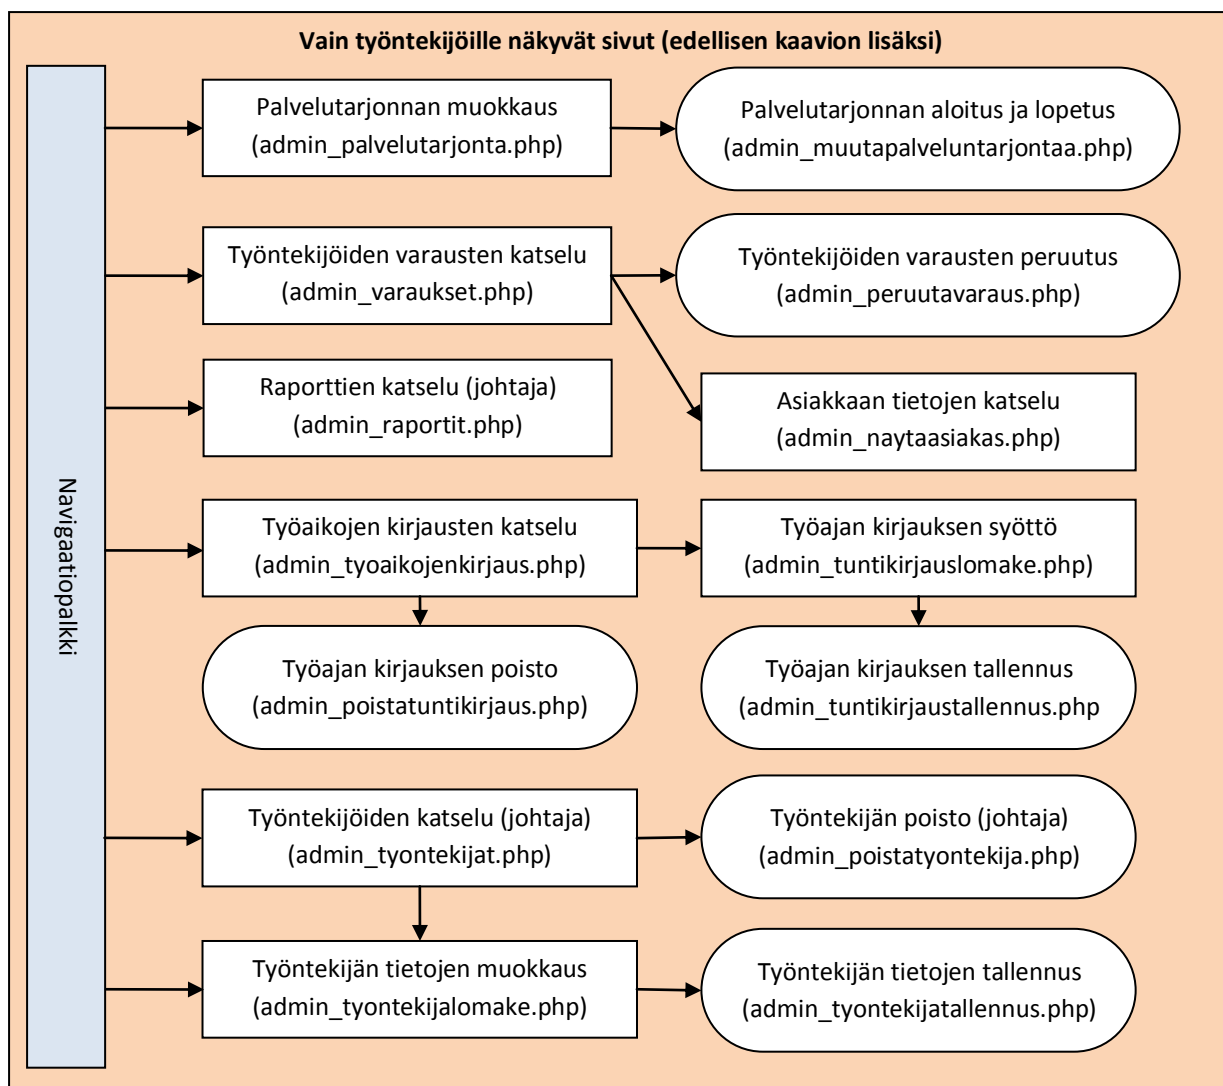 Vain työntekijöille näkyvät sivut (edellisen kaavion lisäksi)
Navigaatiopalkki
Palvelutarjonnan muokkaus
(admin_palvelutarjonta.php)
Palvelutarjonnan aloitus ja lopetus
(admin_muutapalveluntarjontaa.php)
Työntekijöiden varausten katselu
(admin_varaukset.php)
Työntekijöiden varausten peruutus
(admin_peruutavaraus.php)
Raporttien katselu (johtaja)
(admin_raportit.php)
Asiakkaan tietojen katselu
(admin_naytaasiakas.php)
Työaikojen kirjausten katselu
(admin_tyoaikojenkirjaus.php)
Työajan kirjauksen syöttö
(admin_tuntikirjauslomake.php)
Työajan kirjauksen poisto
(admin_poistatuntikirjaus.php)
Työajan kirjauksen tallennus
(admin_tuntikirjaustallennus.php
Työntekijöiden katselu (johtaja)
(admin_tyontekijat.php)
Työntekijän poisto (johtaja)
(admin_poistatyontekija.php)
Työntekijän tietojen muokkaus
(admin_tyontekijalomake.php)
Työntekijän tietojen tallennus
(admin_tyontekijatallennus.php)